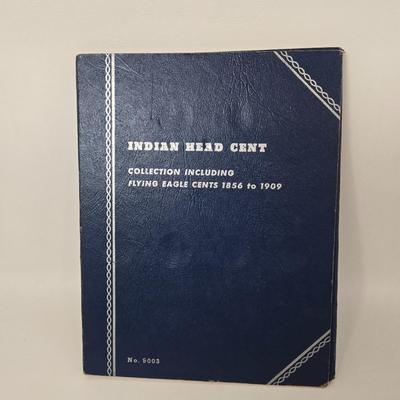 INDIAN HEAD CENT
COLLECTION INCLUDING
FLYING EAGLE CENTS 1856 to 1909
No. 9003